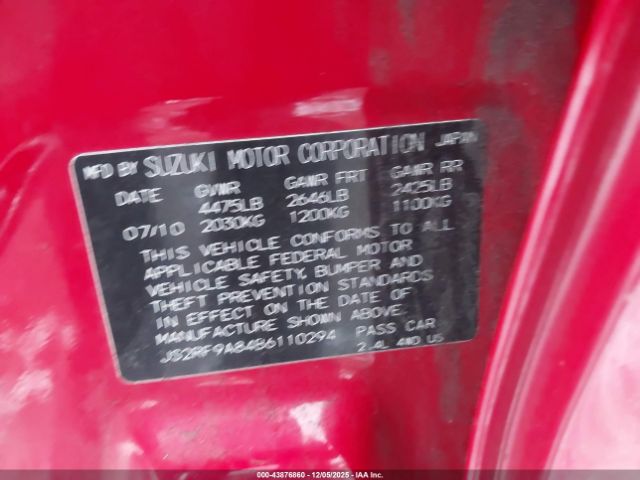 MFD BY SUZUKI MOTOR CORPORATION JAPAN
DATE GVWR GAWR FRT GAWR RR
4475LB 2646LB 2425LB
07/10 2030KG 1200KG 1100KG
THIS VEHICLE CONFORMS TO ALL
APPLICABLE FEDERAL MOTOR
VEHICLE SAFETY, BUMPER AND
THEFT PREVENTION STANDARDS
IN EFFECT ON THE DATE OF
MANUFACTURE SHOWN ABOVE.
JS2RF9A84B6110294 PASS CAR
2.4L 4WD US
000-43876860 - 12/05/2025 - IAA Inc.